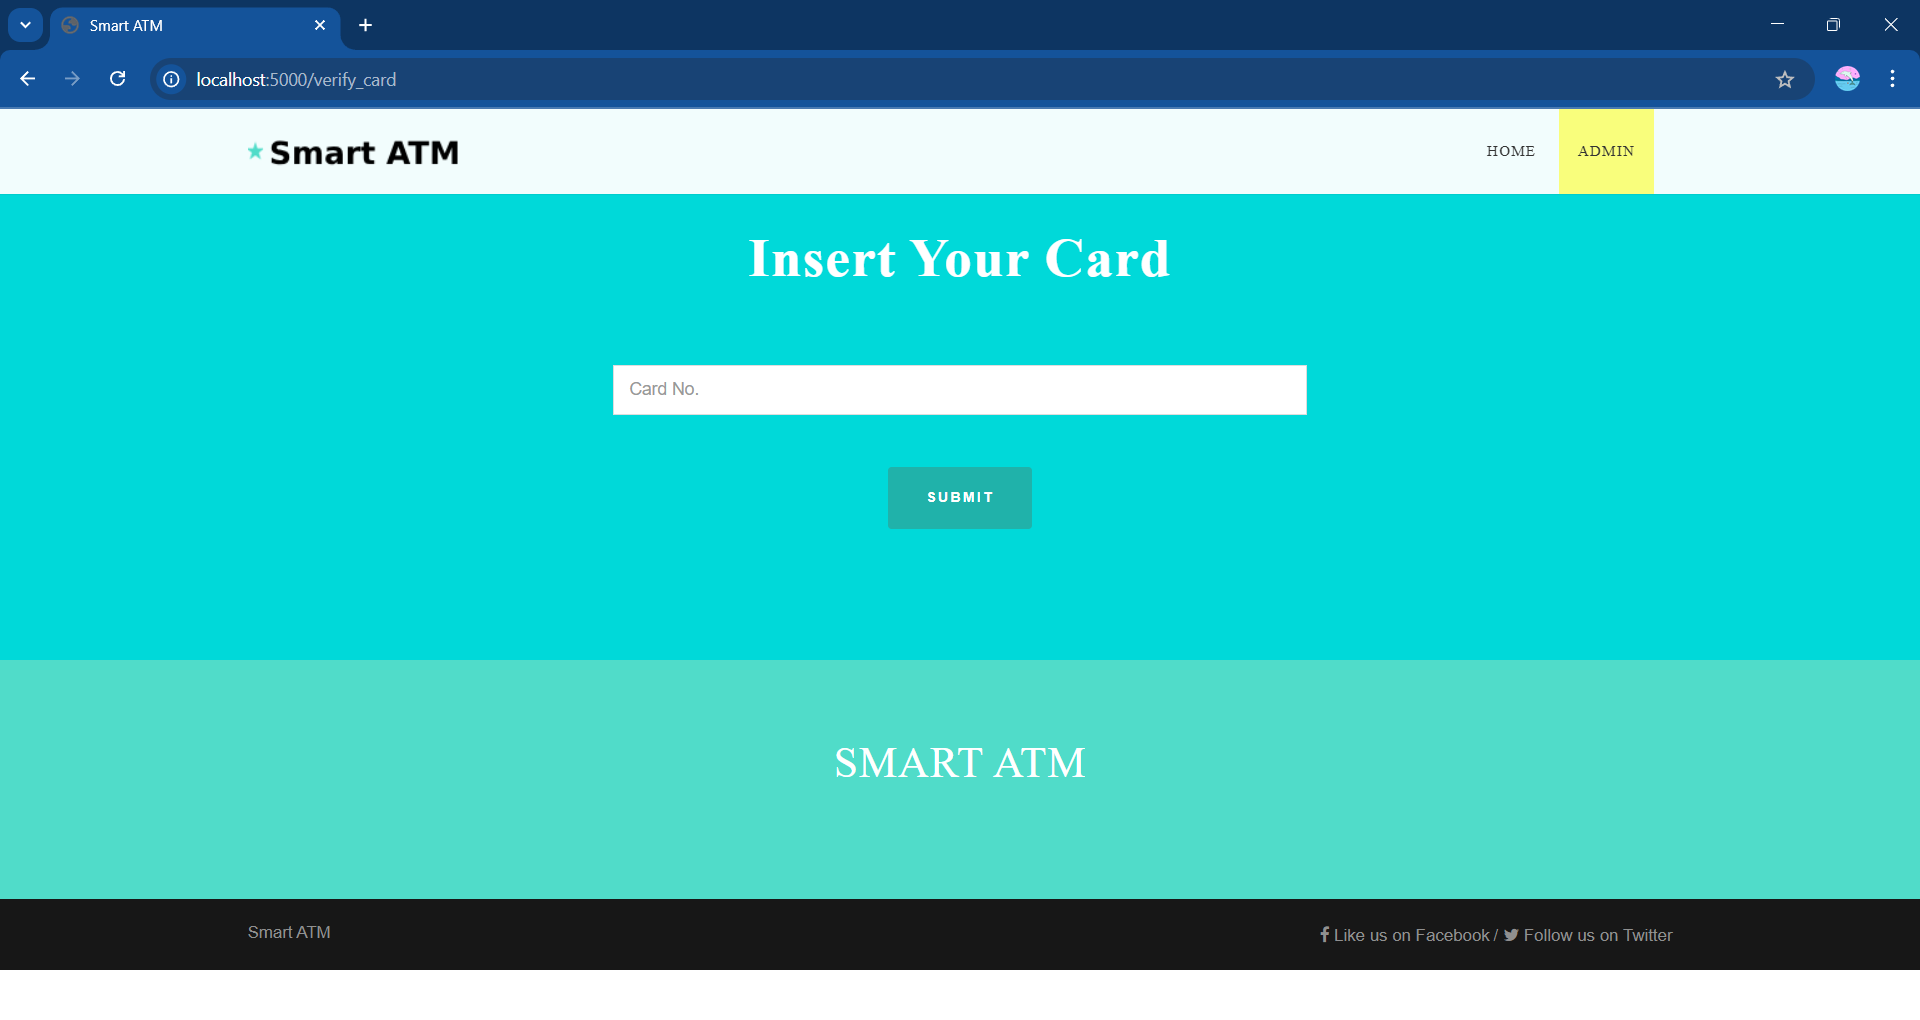 Smart ATM
localhost:5000/verify_card
Smart ATM
HOME
ADMIN
Insert Your Card
Card No.
SUBMIT
SMART ATM
Smart ATM
Like us on Facebook / Follow us on Twitter